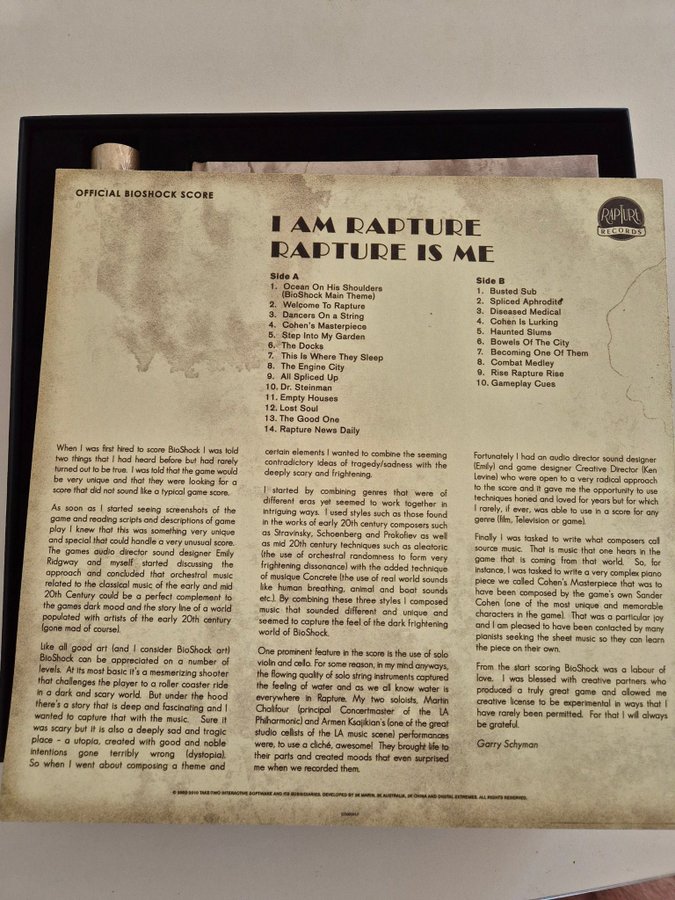 OFFICIAL BIOSHOCK SCORE
RAPTURE
RECORDS
I AM RAPTURE
RAPTURE IS ME
Side A
1. Ocean On His Shoulders
(BioShock Main Theme)
2. Welcome To Rapture
3. Dancers On a String
4. Cohen's Masterpiece
5. Step Into My Garden
6. The Docks
7. This Is Where They Sleep
8. The Engine City
9. All Spliced Up
10. Dr. Steinman
11. Empty Houses
12. Lost Soul
13. The Good One
14. Rapture News Daily
Side B
1. Busted Sub
2. Spliced Aphrodite
3. Diseased Medical
4. Cohen Is Lurking
5. Haunted Slums
6. Bowels Of The City
7. Becoming One Of Them
8. Combat Medley
9. Rise Rapture Rise
10. Gameplay Cues
When I was first hired to score BioShock I was told
two things that I had heard before but had rarely
turned out to be true. I was told that the game would
be very unique and that they were looking for a
score that did not sound like a typical game score.
As soon as I started seeing screenshots of the
game and reading scripts and descriptions of game
play I knew that this was something very unique
and special that could handle a very unusual score.
The games audio director sound designer Emily
Ridgway and myself started discussing the
approach and concluded that orchestral music
related to the classical music of the early and mid
20th Century could be a perfect complement to
the games dark mood and the story line of a world
populated with artists of the early 20th century
(gone mad of course).
Like all good art (and I consider BioShock art)
BioShock can be appreciated on a number of
levels. At its most basic it's a mesmerizing shooter
that challenges the player to a roller coaster ride
in a dark and scary world. But under the hood
there's a story that is deep and fascinating and I
wanted to capture that with the music. Sure it
was scary but it is also a deeply sad and tragic
place – a utopia, created with good and noble
intentions gone terribly wrong (dystopia).
So when I went about composing a theme and
certain elements I wanted to combine the seeming
contradictory ideas of tragedy/sadness with the
deeply scary and frightening.
I started by combining genres that were of
different eras yet seemed to work together in
intriguing ways. I used styles such as those found
in the works of early 20th century composers such
as Stravinsky, Schoenberg and Prokofiev as well
as mid 20th century techniques such as aleatoric
(the use of orchestral randomness to form very
frightening dissonance) with the added technique
of musique Concrete (the use of real world sounds
like human breathing, animal and boat sounds
etc.). By combining these three styles I composed
music that sounded different and unique and
seemed to capture the feel of the dark frightening
world of BioShock.
One prominent feature in the score is the use of solo
violin and cello. For some reason, in my mind anyways,
the flowing quality of solo string instruments captured
the feeling of water and as we all know water is
everywhere in Rapture. My two soloists, Martin
Chalifour (principal Concertmaster of the LA
Philharmonic) and Armen Ksajikian's (one of the great
studio cellists of the LA music scene) performances
were, to use a cliché, awesome! They brought life to
their parts and created moods that even surprised
me when we recorded them.
Fortunately I had an audio director sound designer
(Emily) and game designer Creative Director (Ken
Levine) who were open to a very radical approach
to the score and it gave me the opportunity to use
techniques honed and loved for years but for which
I rarely, if ever, was able to use in a score for any
genre (film, Television or game).
Finally I was tasked to write what composers call
source music. That is music that one hears in the
game that is coming from that world. So, for
instance, I was tasked to write a very complex piano
piece we called Cohen's Masterpiece that was to
have been composed by the game's own Sander
Cohen (one of the most unique and memorable
characters in the game). That was a particular joy
and I am pleased to have been contacted by many
pianists seeking the sheet music so they can learn
the piece on their own.
From the start scoring BioShock was a labour of
love. I was blessed with creative partners who
produced a truly great game and allowed me
creative license to be experimental in ways that I
have rarely been permitted. For that I will always
be grateful.
Garry Schyman
© 2002-2010 TAKE-TWO INTERACTIVE SOFTWARE AND ITS SUBSIDIARIES. DEVELOPED BY 2K MARIN, 2K AUSTRALIA, 2K CHINA AND DIGITAL EXTREMES. ALL RIGHTS RESERVED.